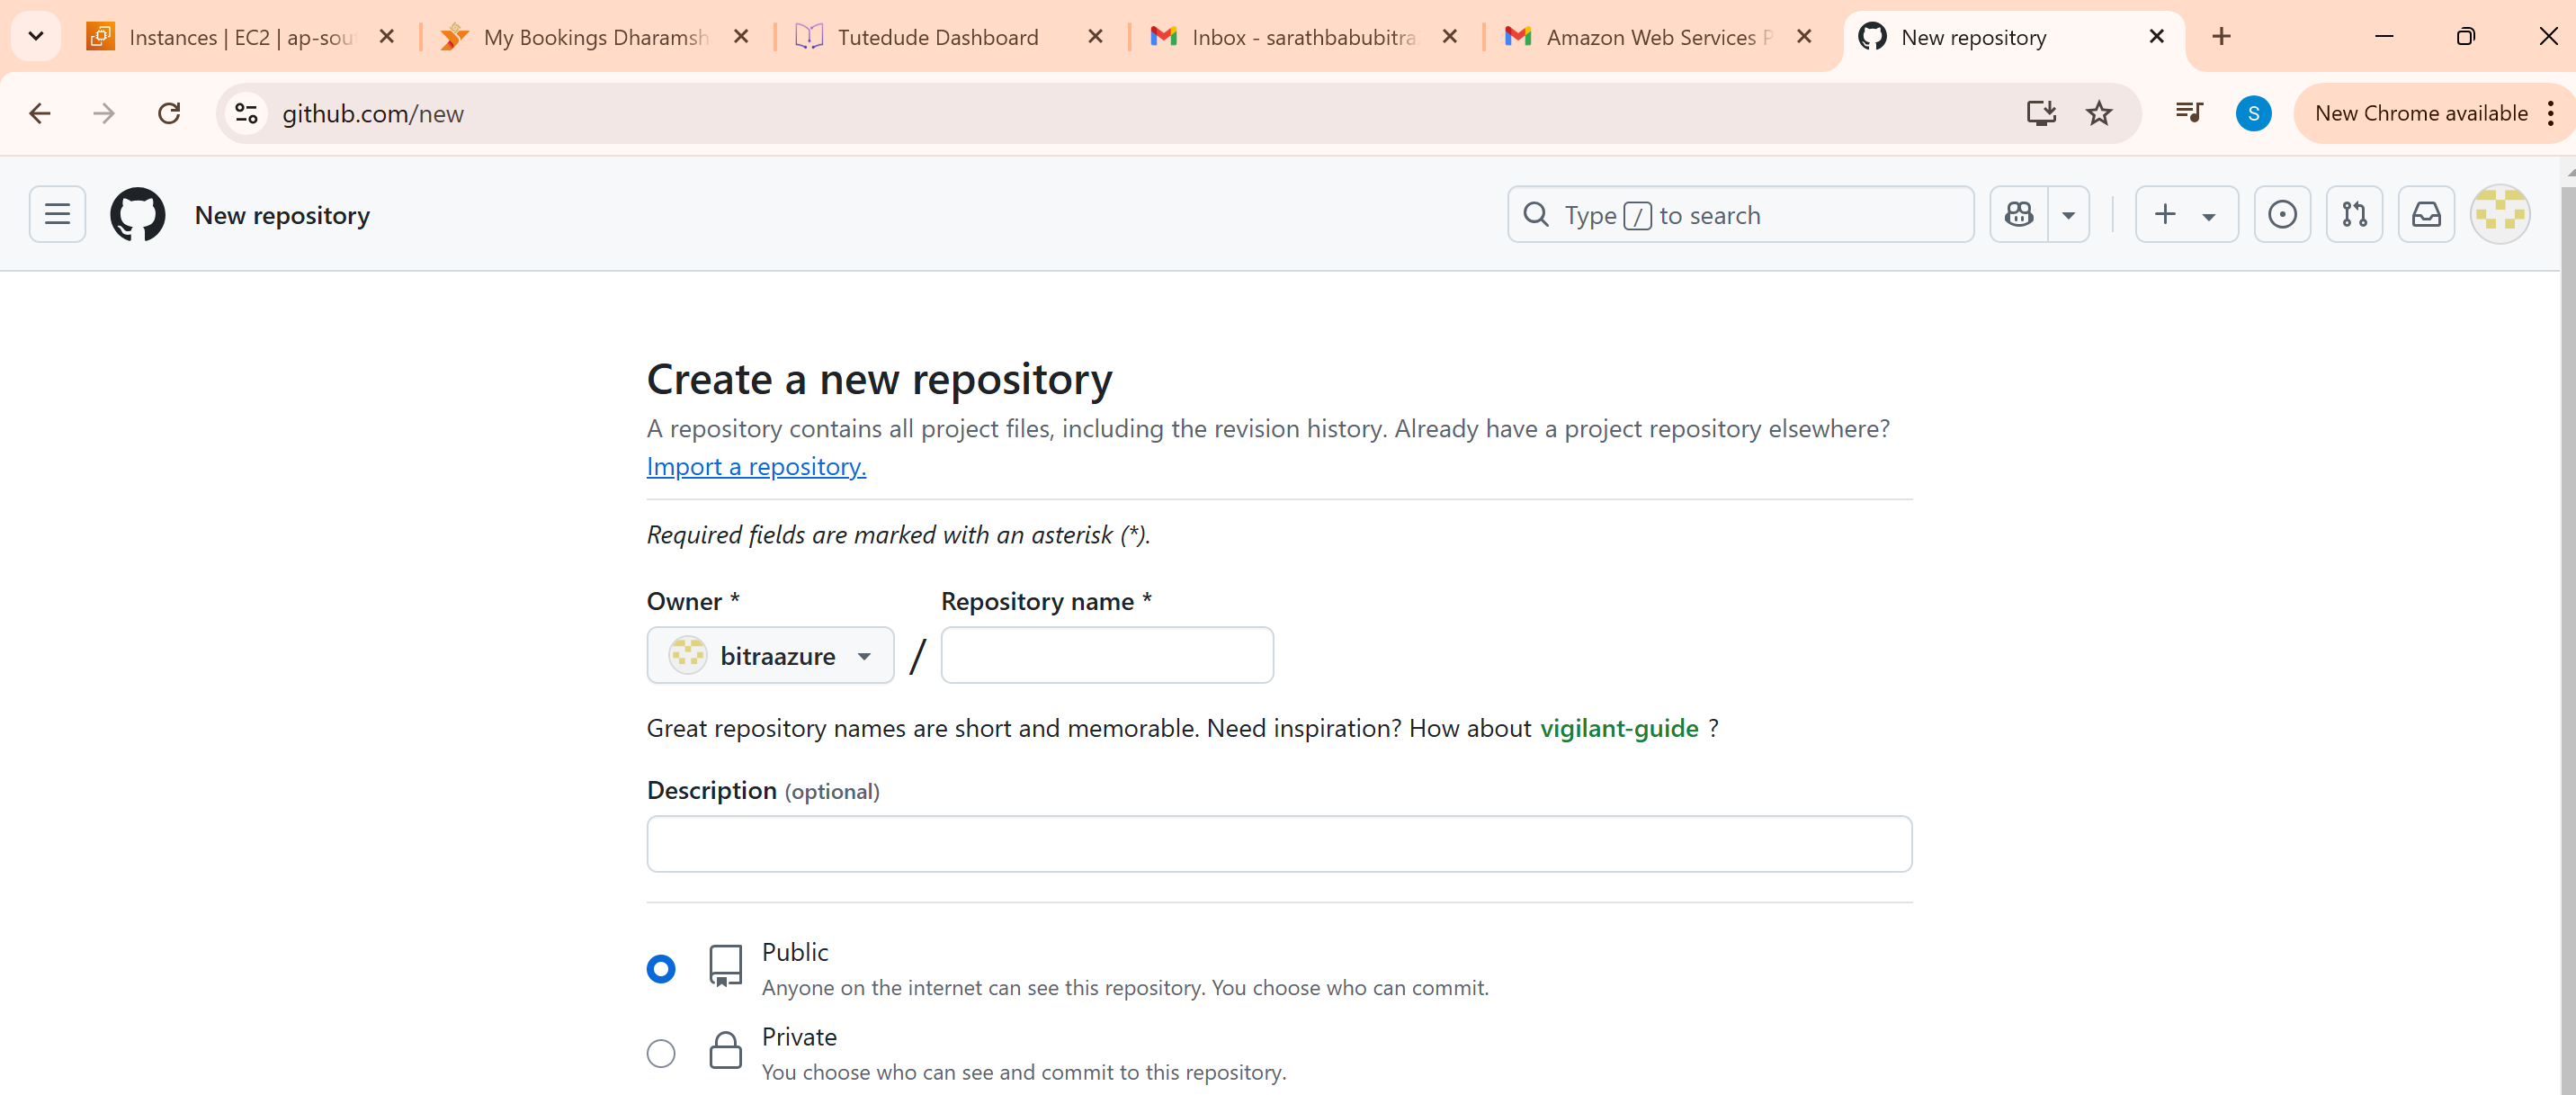 Instances | EC2 | ap-sou
My Bookings Dharamsh
Tutedude Dashboard
Inbox - sarathbabubitra
Amazon Web Services P
New repository
github.com/new
S
New Chrome available
New repository
Type / to search
Create a new repository
A repository contains all project files, including the revision history. Already have a project repository elsewhere?
Import a repository.
Required fields are marked with an asterisk (*).
Owner * Repository name *
bitraazure /
Great repository names are short and memorable. Need inspiration? How about vigilant-guide ?
Description (optional)
Public
Anyone on the internet can see this repository. You choose who can commit.
Private
You choose who can see and commit to this repository.